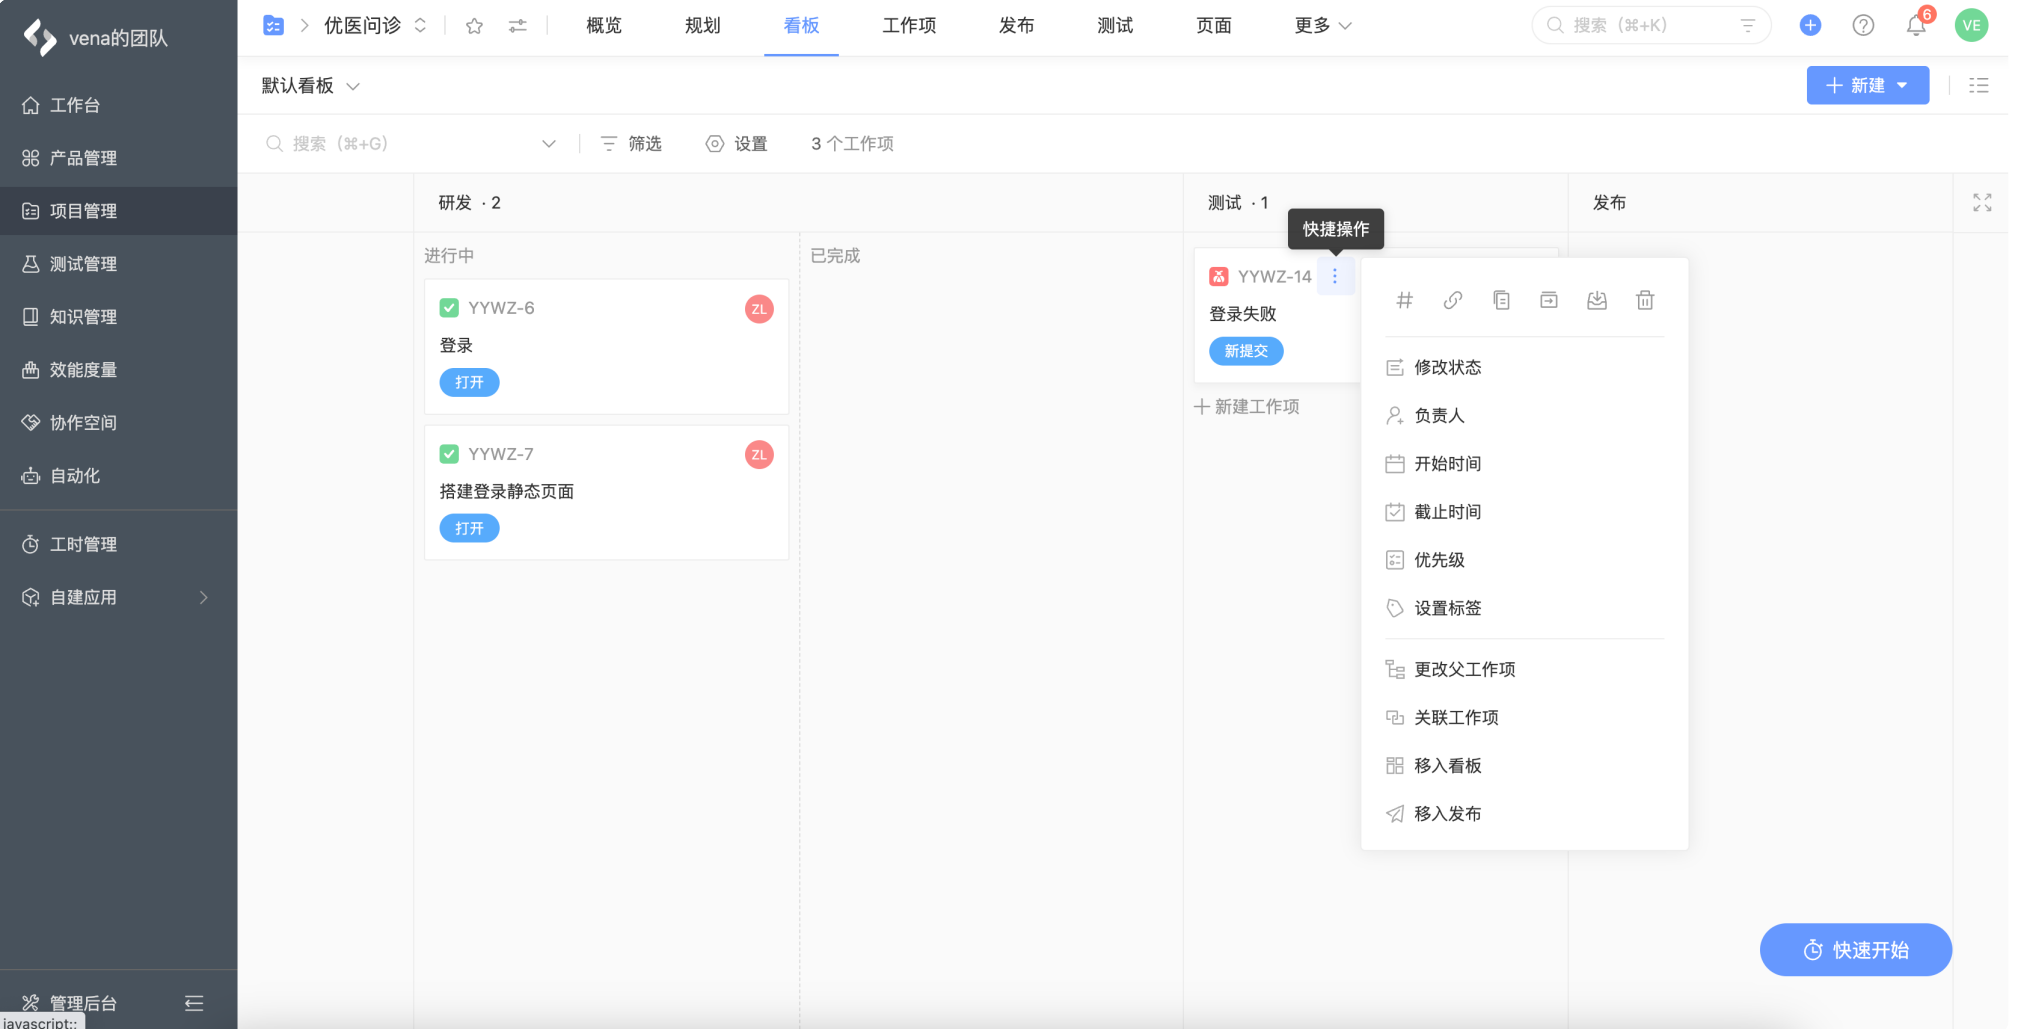 vena的团队
工作台
产品管理
项目管理
测试管理
知识管理
效能度量
协作空间
自动化
工时管理
自建应用
管理后台
javascript:;
优医问诊
概览
规划
看板
工作项
发布
测试
页面
更多
搜索（⌘+K）
6
VE
默认看板
新建
搜索（⌘+G）
筛选
设置
3 个工作项
研发 · 2
测试 · 1
发布
快捷操作
进行中
已完成
YYWZ-6
ZL
登录
打开
YYWZ-7
ZL
搭建登录静态页面
打开
YYWZ-14
登录失败
新提交
新建工作项
修改状态
负责人
开始时间
截止时间
优先级
设置标签
更改父工作项
关联工作项
移入看板
移入发布
快速开始